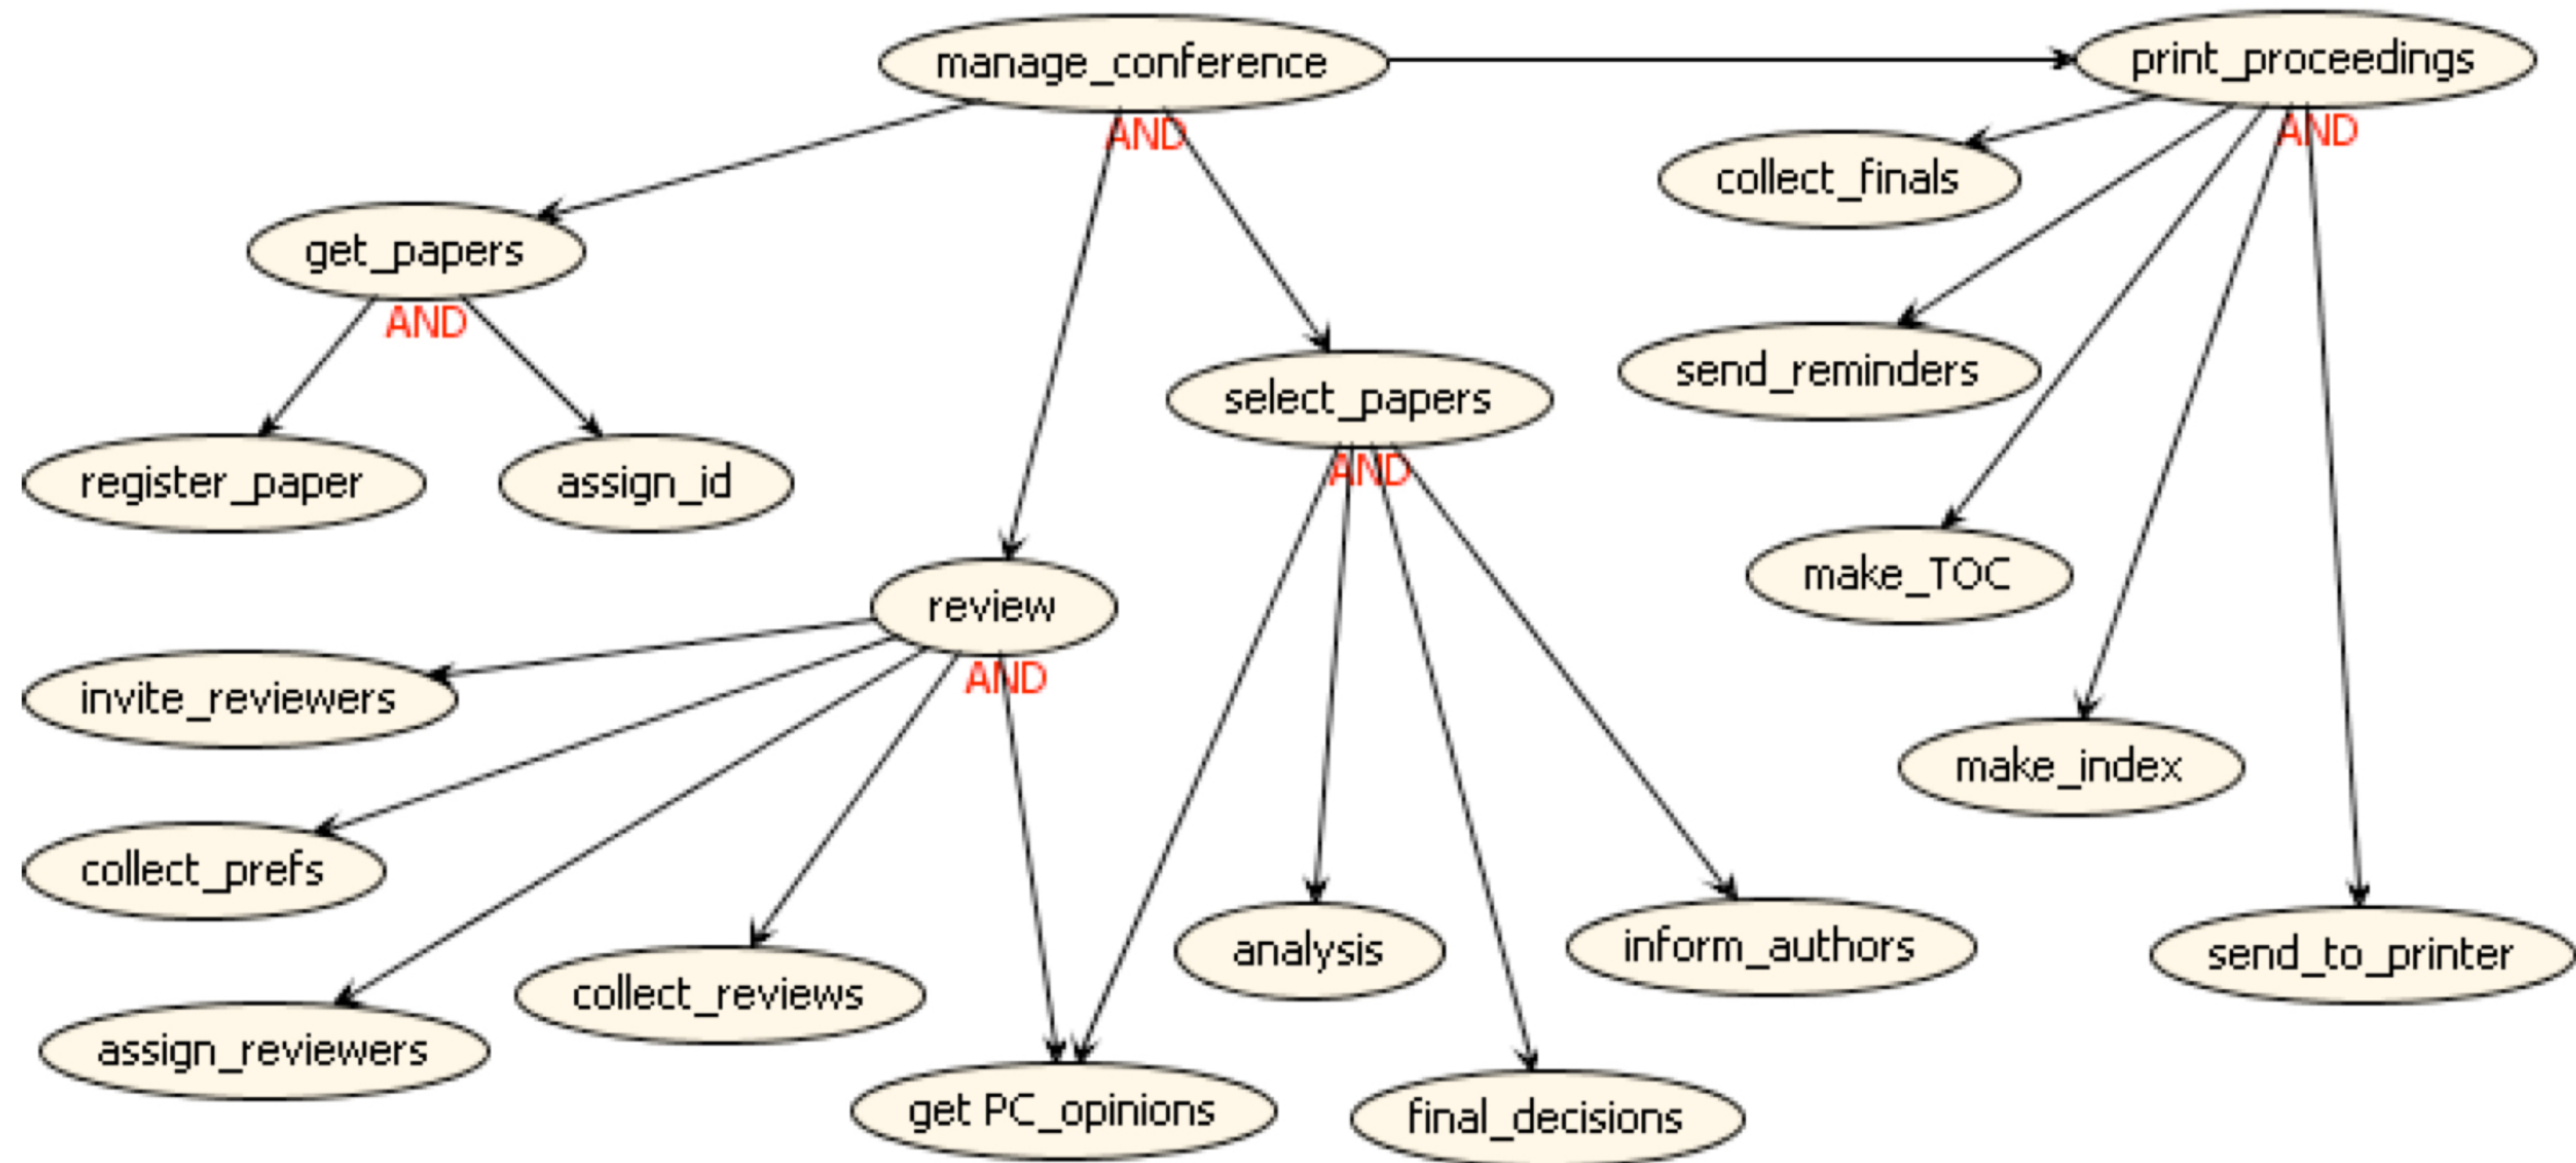 manage_conference
print_proceedings
AND
AND
collect_finals
get_papers
AND
send_reminders
select_papers
AND
register_paper
assign_id
make_TOC
review
AND
invite_reviewers
make_index
collect_prefs
analysis
inform_authors
send_to_printer
collect_reviews
assign_reviewers
get PC_opinions
final_decisions